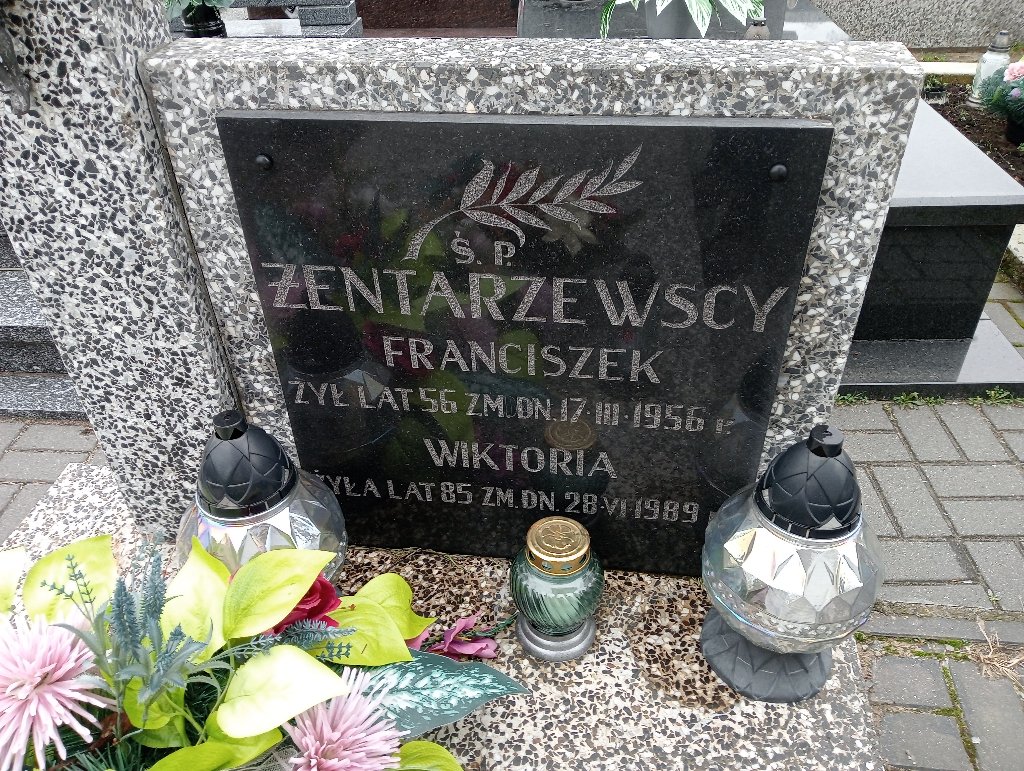 Ś. P.
ŻENTARZEWSCY
FRANCISZEK
ŻYŁ LAT 56 ZM. DN. 17·III·1956 r.
WIKTORIA
ŻYŁA LAT 85 ZM. DN. 28·VI·1989